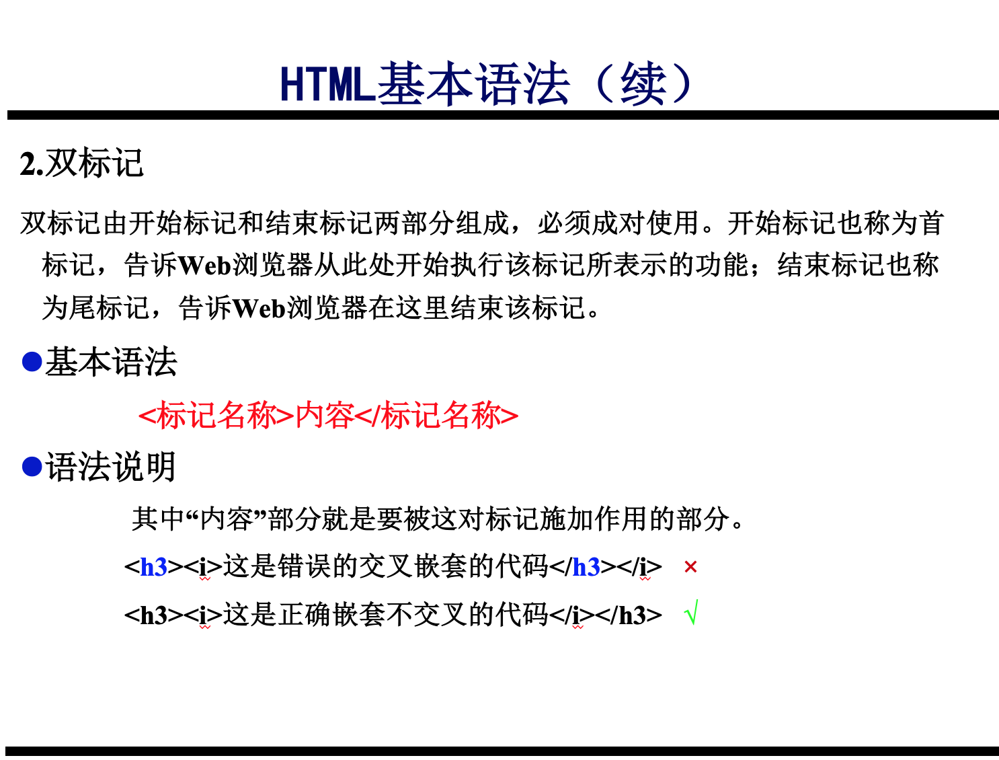 HTML基本语法（续）
2.双标记
双标记由开始标记和结束标记两部分组成，必须成对使用。开始标记也称为首
标记，告诉Web浏览器从此处开始执行该标记所表示的功能；结束标记也称
为尾标记，告诉Web浏览器在这里结束该标记。
●基本语法
<标记名称>内容</标记名称>
●语法说明
其中“内容”部分就是要被这对标记施加作用的部分。
<h3><i>这是错误的交叉嵌套的代码</h3></i> ×
<h3><i>这是正确嵌套不交叉的代码</i></h3> √